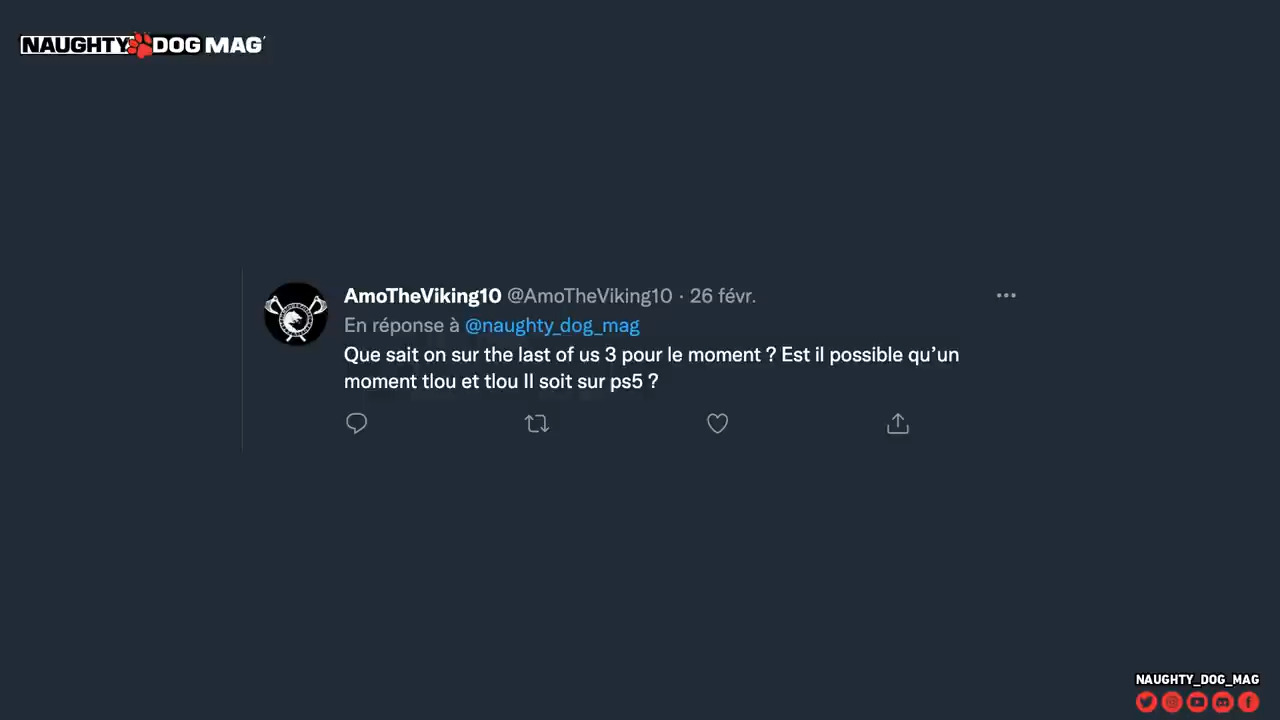 NAUGHTY DOG MAG
AmoTheViking10 @AmoTheViking10 · 26 févr.
En réponse à @naughty_dog_mag
Que sait on sur the last of us 3 pour le moment ? Est il possible qu’un
moment tlou et tlou II soit sur ps5 ?
NAUGHTY_DOG_MAG